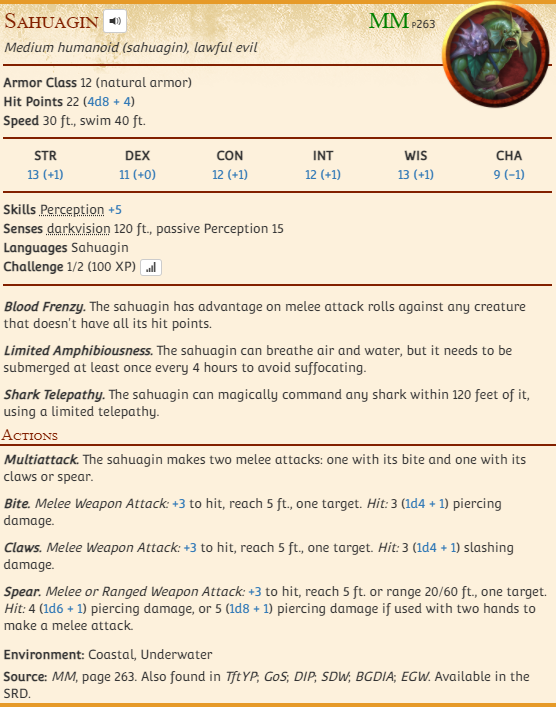 Sahuagin
MM p263
Medium humanoid (sahuagin), lawful evil
Armor Class 12 (natural armor)
Hit Points 22 (4d8 + 4)
Speed 30 ft., swim 40 ft.
STR DEX CON INT WIS CHA
13 (+1) 11 (+0) 12 (+1) 12 (+1) 13 (+1) 9 (−1)
Skills Perception +5
Senses darkvision 120 ft., passive Perception 15
Languages Sahuagin
Challenge 1/2 (100 XP)
Blood Frenzy. The sahuagin has advantage on melee attack rolls against any creature
that doesn't have all its hit points.
Limited Amphibiousness. The sahuagin can breathe air and water, but it needs to be
submerged at least once every 4 hours to avoid suffocating.
Shark Telepathy. The sahuagin can magically command any shark within 120 feet of it,
using a limited telepathy.
Actions
Multiattack. The sahuagin makes two melee attacks: one with its bite and one with its
claws or spear.
Bite. Melee Weapon Attack: +3 to hit, reach 5 ft., one target. Hit: 3 (1d4 + 1) piercing
damage.
Claws. Melee Weapon Attack: +3 to hit, reach 5 ft., one target. Hit: 3 (1d4 + 1) slashing
damage.
Spear. Melee or Ranged Weapon Attack: +3 to hit, reach 5 ft. or range 20/60 ft., one target.
Hit: 4 (1d6 + 1) piercing damage, or 5 (1d8 + 1) piercing damage if used with two hands to
make a melee attack.
Environment: Coastal, Underwater
Source: MM, page 263. Also found in TftYP; GoS; DIP; SDW; BGDIA; EGW. Available in the
SRD.